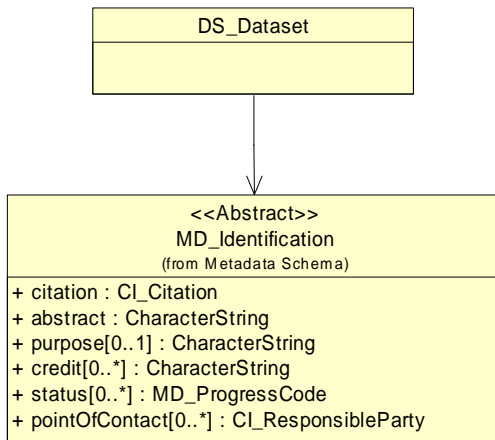 DS_Dataset
<<Abstract>>
MD_Identification
(from Metadata Schema)
+ citation : CI_Citation
+ abstract : CharacterString
+ purpose[0..1] : CharacterString
+ credit[0..*] : CharacterString
+ status[0..*] : MD_ProgressCode
+ pointOfContact[0..*] : CI_ResponsibleParty